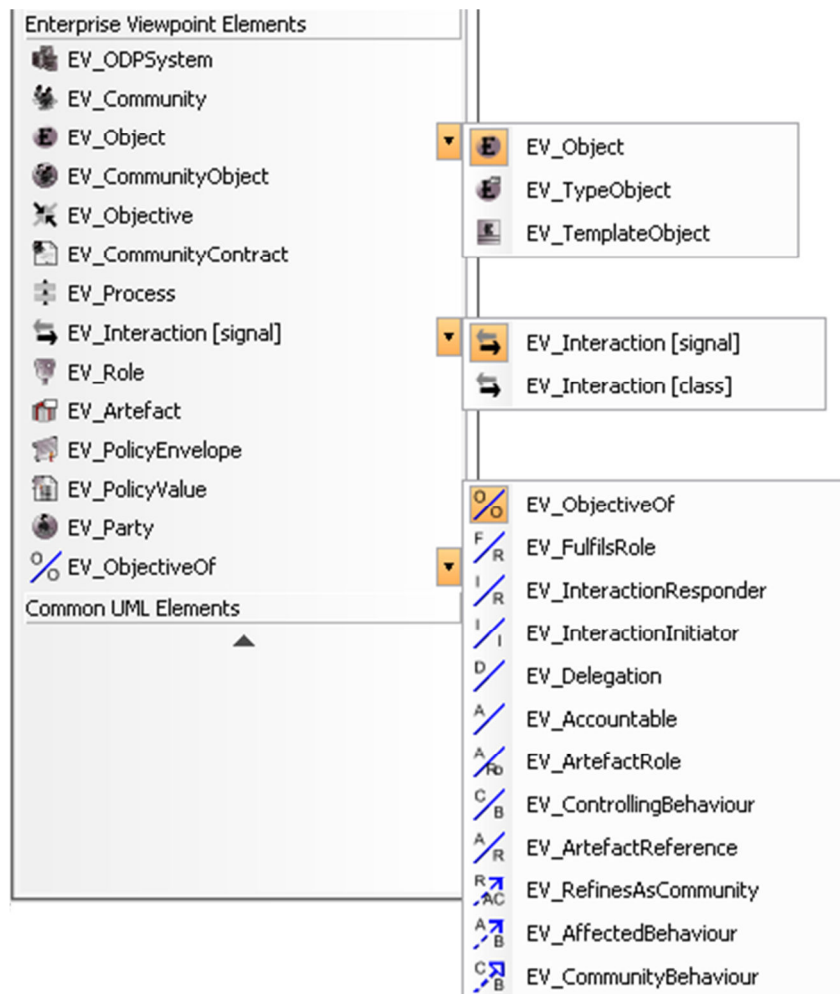 Enterprise Viewpoint Elements
EV_ODPSystem
EV_Community
EV_Object
EV_CommunityObject
EV_Objective
EV_CommunityContract
EV_Process
EV_Interaction [signal]
EV_Role
EV_Artefact
EV_PolicyEnvelope
EV_PolicyValue
EV_Party
O O EV_ObjectiveOf
Common UML Elements
E EV_Object
E EV_TypeObject
EV_TemplateObject
EV_Interaction [signal]
EV_Interaction [class]
O O EV_ObjectiveOf
F R EV_FulfilsRole
I R EV_InteractionResponder
I I EV_InteractionInitiator
D EV_Delegation
A EV_Accountable
A Ro EV_ArtefactRole
C B EV_ControllingBehaviour
A R EV_ArtefactReference
R AC EV_RefinesAsCommunity
A B EV_AffectedBehaviour
C B EV_CommunityBehaviour